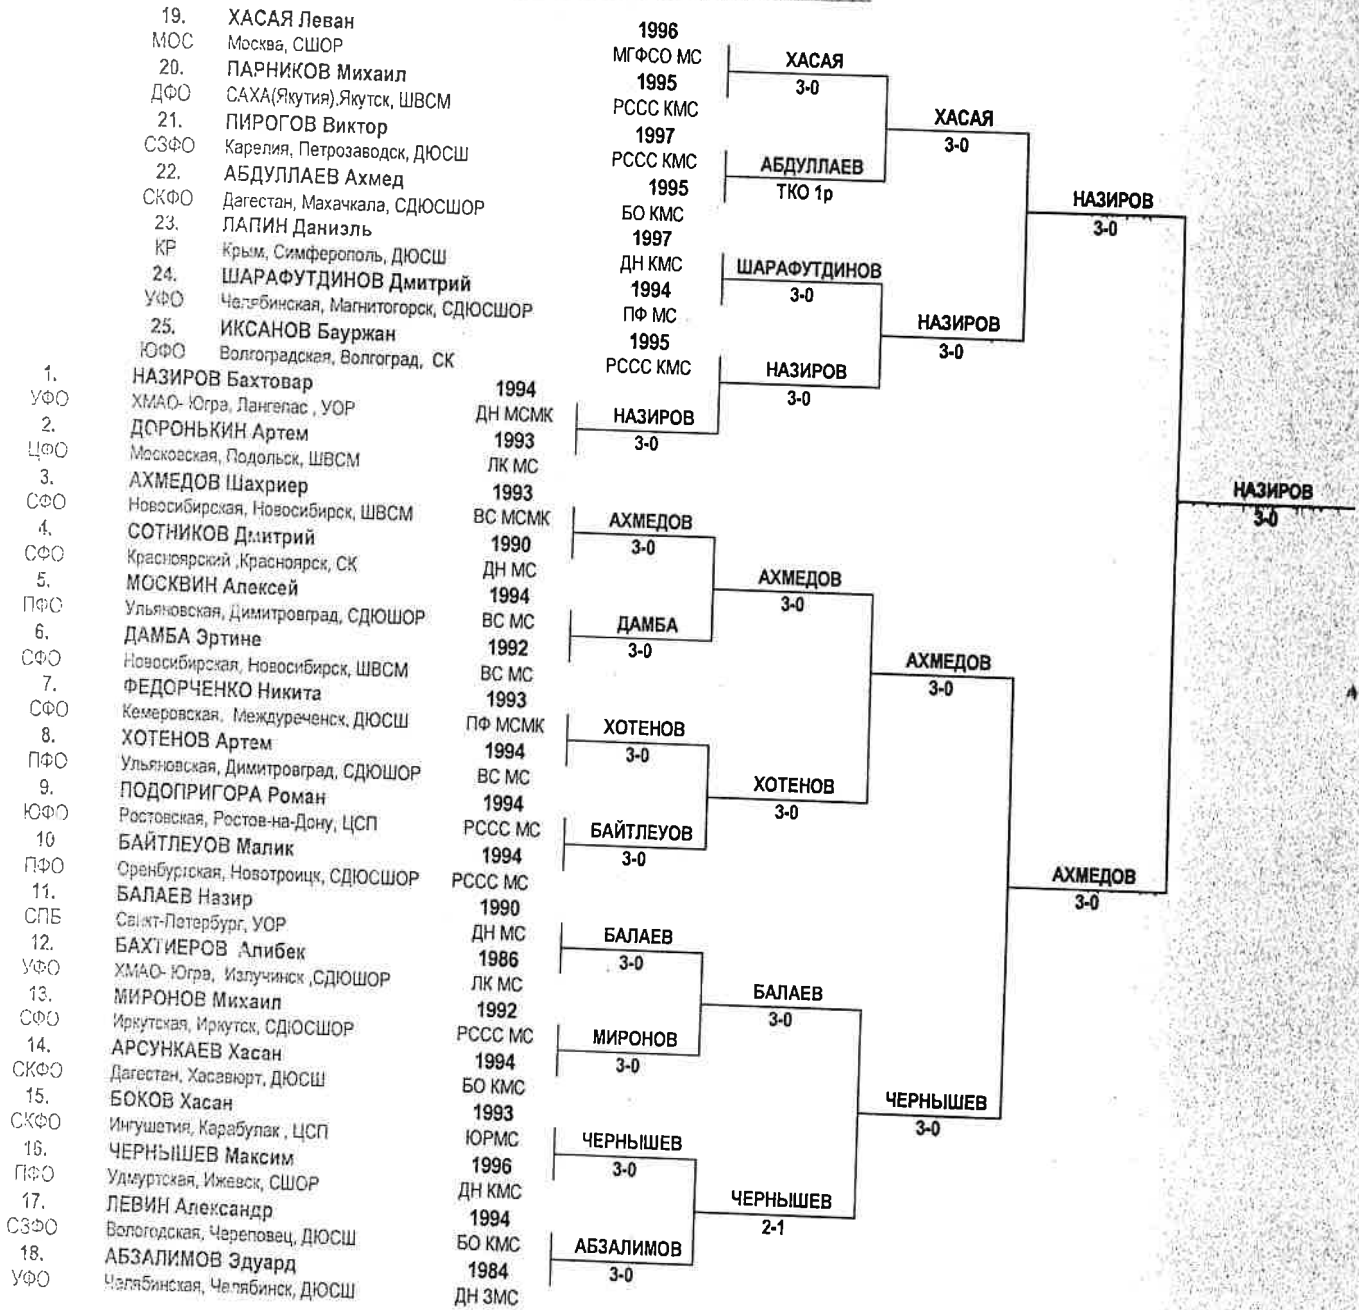 19. ХАСАЯ Леван 1996
МОС Москва, СШОР МГФСО МС
20. ПАРНИКОВ Михаил 1995
ДФО САХА(Якутия),Якутск, ШВСМ РССС КМС
21. ПИРОГОВ Виктор 1997
СЗФО Карелия, Петрозаводск, ДЮСШ РССС КМС
22. АБДУЛЛАЕВ Ахмед 1995
СКФО Дагестан, Махачкала, СДЮСШОР БО КМС
23. ЛАПИН Даниэль 1997
КР Крым, Симферополь, ДЮСШ ДН КМС
24. ШАРАФУТДИНОВ Дмитрий 1994
УФО Челябинская, Магнитогорск, СДЮСШОР ПФ МС
25. ИКСАНОВ Бауржан 1995
ЮФО Волгоградская, Волгоград, СК РССС КМС
1. НАЗИРОВ Бахтовар 1994
УФО ХМАО- Югра, Лангепас , УОР ДН МСМК
2. ДОРОНЬКИН Артем 1993
ЦФО Московская, Подольск, ШВСМ ЛК МС
3. АХМЕДОВ Шахриер 1993
СФО Новосибирская, Новосибирск, ШВСМ ВС МСМК
4. СОТНИКОВ Дмитрий 1990
СФО Красноярский ,Красноярск, СК ДН МС
5. МОСКВИН Алексей 1994
ПФО Ульяновская, Димитровград, СДЮШОР ВС МС
6. ДАМБА Эртине 1992
СФО Новосибирская, Новосибирск, ШВСМ ВС МС
7. ФЕДОРЧЕНКО Никита 1993
СФО Кемеровская, Междуреченск, ДЮСШ ПФ МСМК
8. ХОТЕНОВ Артем 1994
ПФО Ульяновская, Димитровград, СДЮШОР ВС МС
9. ПОДОПРИГОРА Роман 1994
ЮФО Ростовская, Ростов-на-Дону, ЦСП РССС МС
10 БАЙТЛЕУОВ Малик 1994
ПФО Оренбургская, Новотроицк, СДЮСШОР РССС МС
11. БАЛАЕВ Назир 1990
СПБ Санкт-Петербург, УОР ДН МС
12. БАХТИЕРОВ Алибек 1986
УФО ХМАО- Югра, Излучинск ,СДЮШОР ЛК МС
13. МИРОНОВ Михаил 1992
СФО Иркутская, Иркутск, СДЮСШОР РССС МС
14. АРСУНКАЕВ Хасан 1994
СКФО Дагестан, Хасавюрт, ДЮСШ БО КМС
15. БОКОВ Хасан 1993
СКФО Ингушетия, Карабулак , ЦСП ЮРМС
16. ЧЕРНЫШЕВ Максим 1996
ПФО Удмуртская, Ижевск, СШОР ДН КМС
17. ЛЕВИН Александр 1994
СЗФО Вологодская, Череповец, ДЮСШ БО КМС
18. АБЗАЛИМОВ Эдуард 1984
УФО Челябинская, Челябинск, ДЮСШ ДН ЗМС
НАЗИРОВ
3-0
АХМЕДОВ
3-0
ДАМБА
3-0
ХОТЕНОВ
3-0
БАЙТЛЕУОВ
3-0
БАЛАЕВ
3-0
МИРОНОВ
3-0
ЧЕРНЫШЕВ
3-0
АБЗАЛИМОВ
3-0
ХАСАЯ
3-0
АБДУЛЛАЕВ
ТКО 1р
ШАРАФУТДИНОВ
3-0
НАЗИРОВ
3-0
АХМЕДОВ
3-0
ХОТЕНОВ
3-0
БАЛАЕВ
3-0
ЧЕРНЫШЕВ
2-1
ХАСАЯ
3-0
НАЗИРОВ
3-0
АХМЕДОВ
3-0
ЧЕРНЫШЕВ
3-0
НАЗИРОВ
3-0
АХМЕДОВ
3-0
НАЗИРОВ
3-0